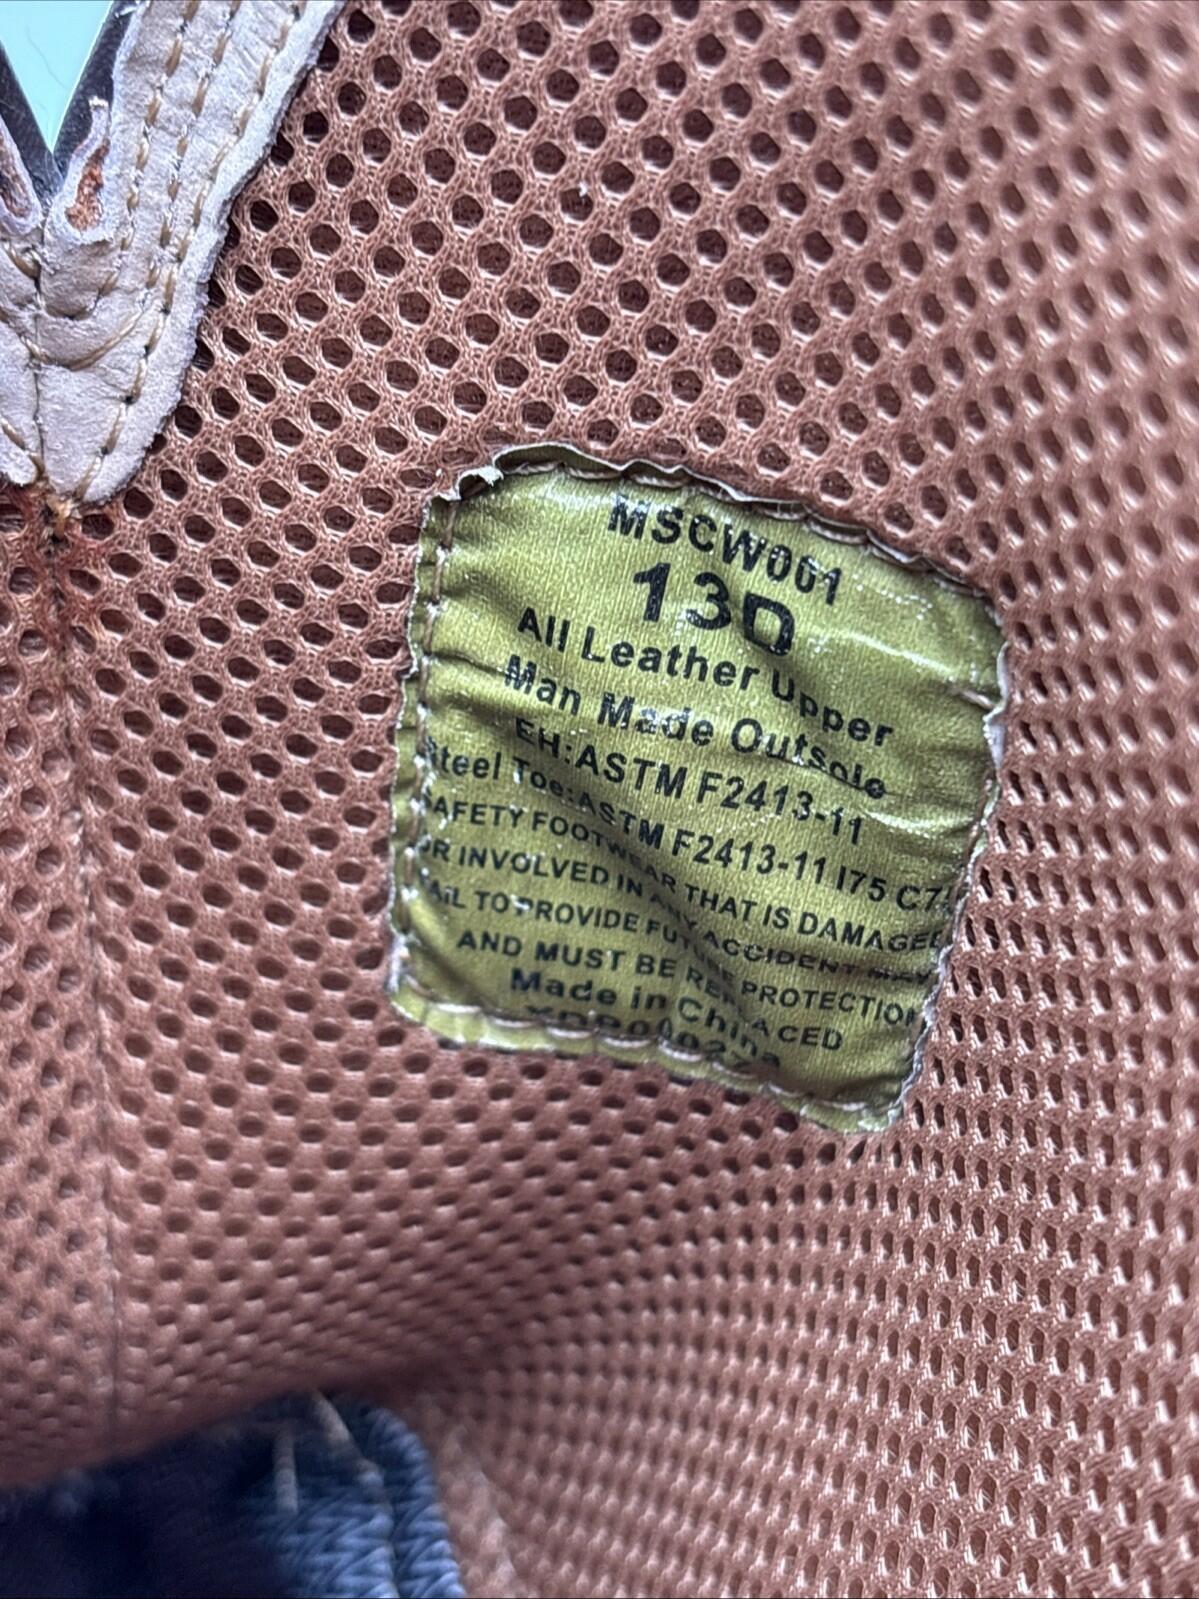 MSCW001
13D
All Leather Upper
Man Made Outsole
EH:ASTM F2413-11
Steel Toe:ASTM F2413-11 I75 C7
SAFETY FOOTWEAR THAT IS DAMAGED
OR INVOLVED IN ANY ACCIDENT MAY
FAIL TO PROVIDE FUTURE PROTECTION
AND MUST BE REPLACED
Made in China